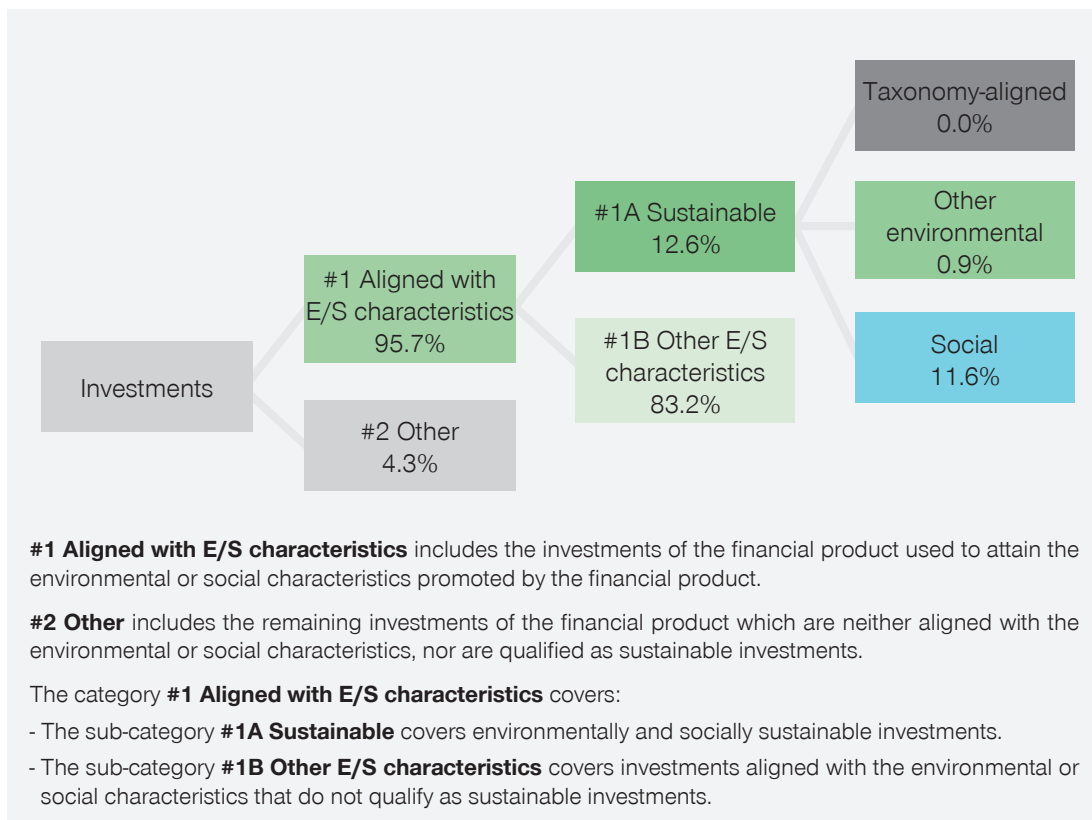 Taxonomy-aligned
0.0%
#1A Sustainable
12.6%
Other
environmental
0.9%
#1 Aligned with
E/S characteristics
95.7%
#1B Other E/S
characteristics
83.2%
Social
11.6%
Investments
#2 Other
4.3%
#1 Aligned with E/S characteristics includes the investments of the financial product used to attain the
environmental or social characteristics promoted by the financial product.
#2 Other includes the remaining investments of the financial product which are neither aligned with the
environmental or social characteristics, nor are qualified as sustainable investments.
The category #1 Aligned with E/S characteristics covers:
- The sub-category #1A Sustainable covers environmentally and socially sustainable investments.
- The sub-category #1B Other E/S characteristics covers investments aligned with the environmental or
social characteristics that do not qualify as sustainable investments.